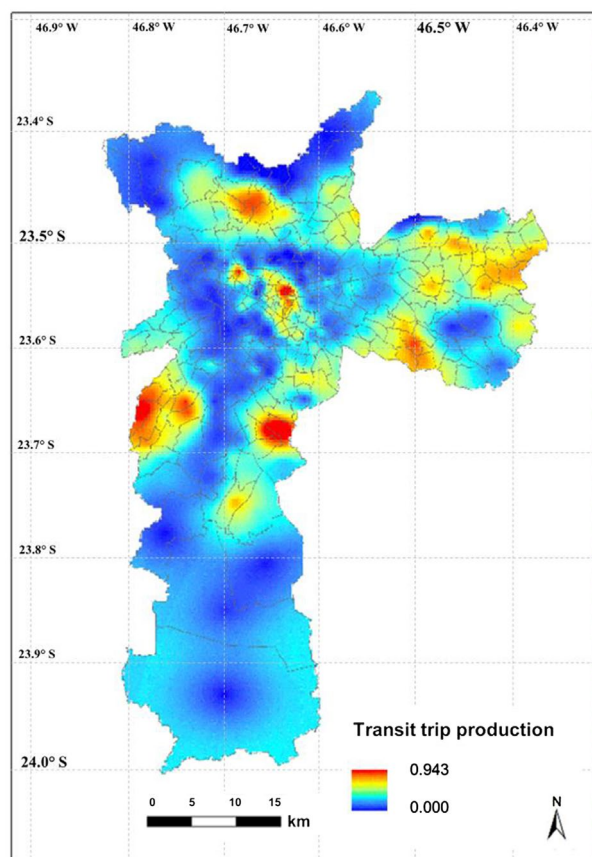 46.9° W 46.8° W 46.7° W 46.6° W 46.5° W 46.4° W
23.4° S
23.5° S
23.6° S
23.7° S
23.8° S
23.9° S
24.0° S
Transit trip production
0.943
0.000
0 5 10 15
km
N